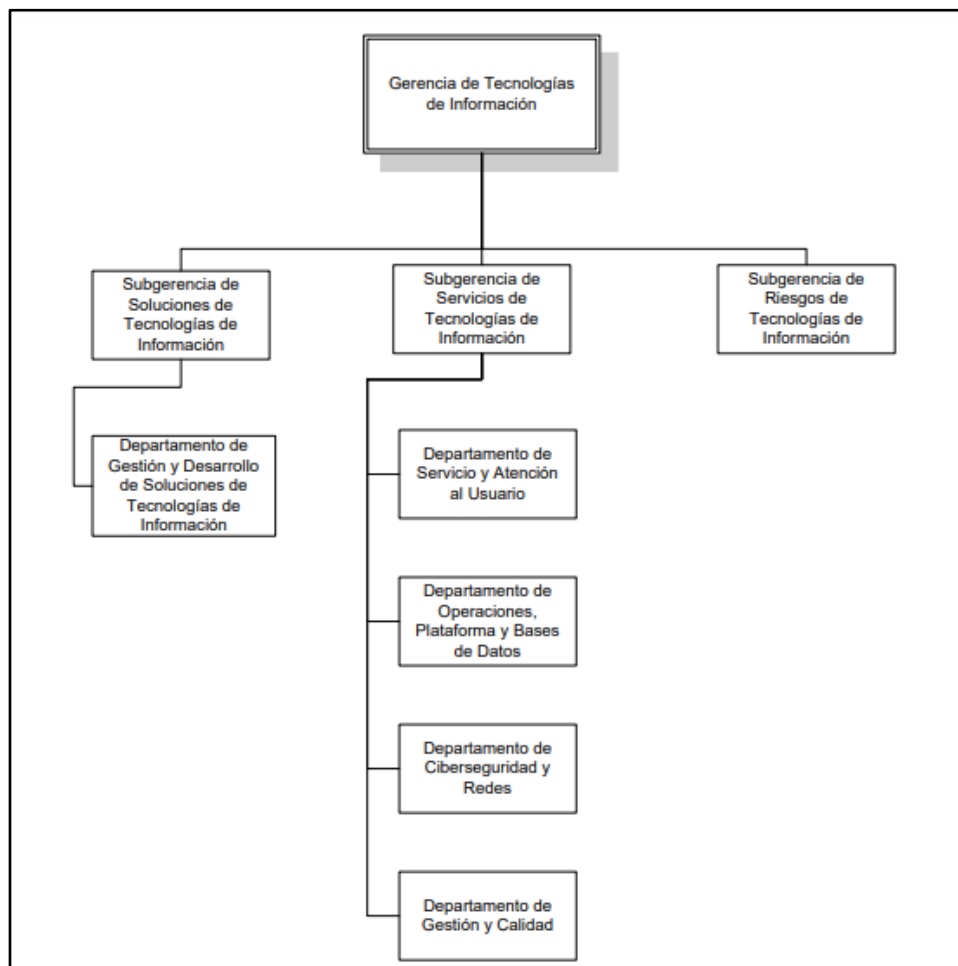 Gerencia de Tecnologías
de Información
Subgerencia de
Soluciones de
Tecnologías de
Información
Subgerencia de
Servicios de
Tecnologías de
Información
Subgerencia de
Riesgos de
Tecnologías de
Información
Departamento de
Gestión y Desarrollo
de Soluciones de
Tecnologías de
Información
Departamento de
Servicio y Atención
al Usuario
Departamento de
Operaciones,
Plataforma y Bases
de Datos
Departamento de
Ciberseguridad y
Redes
Departamento de
Gestión y Calidad